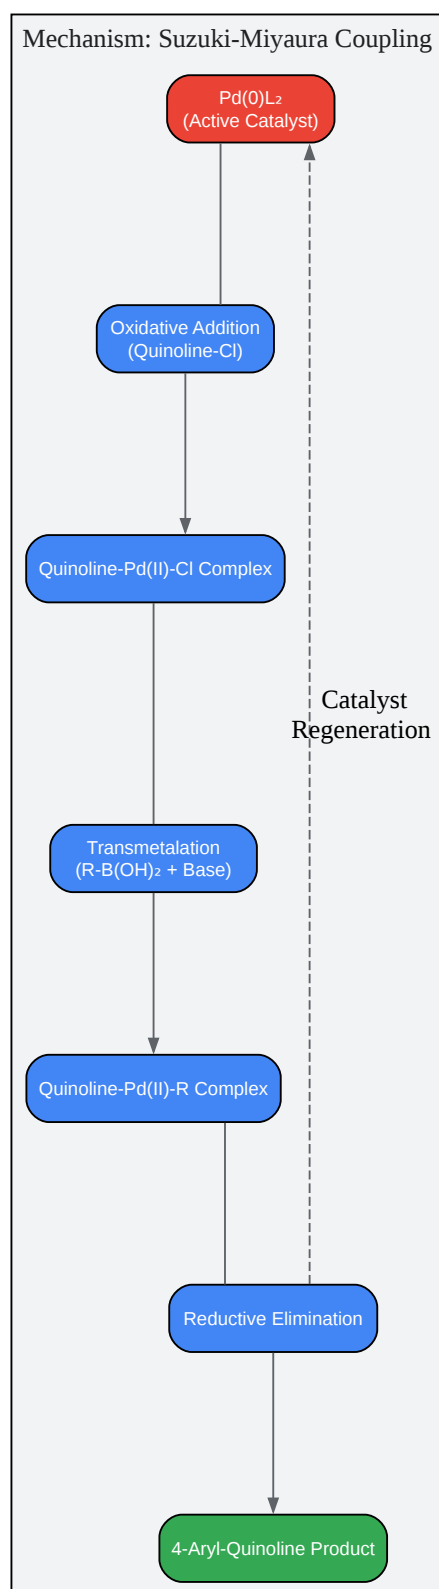 Mechanism: Suzuki-Miyaura Coupling
Pd(0)L₂
(Active Catalyst)
Oxidative Addition
(Quinoline-Cl)
Quinoline-Pd(II)-Cl Complex
Catalyst
Regeneration
Transmetalation
(R-B(OH)₂ + Base)
Quinoline-Pd(II)-R Complex
Reductive Elimination
4-Aryl-Quinoline Product